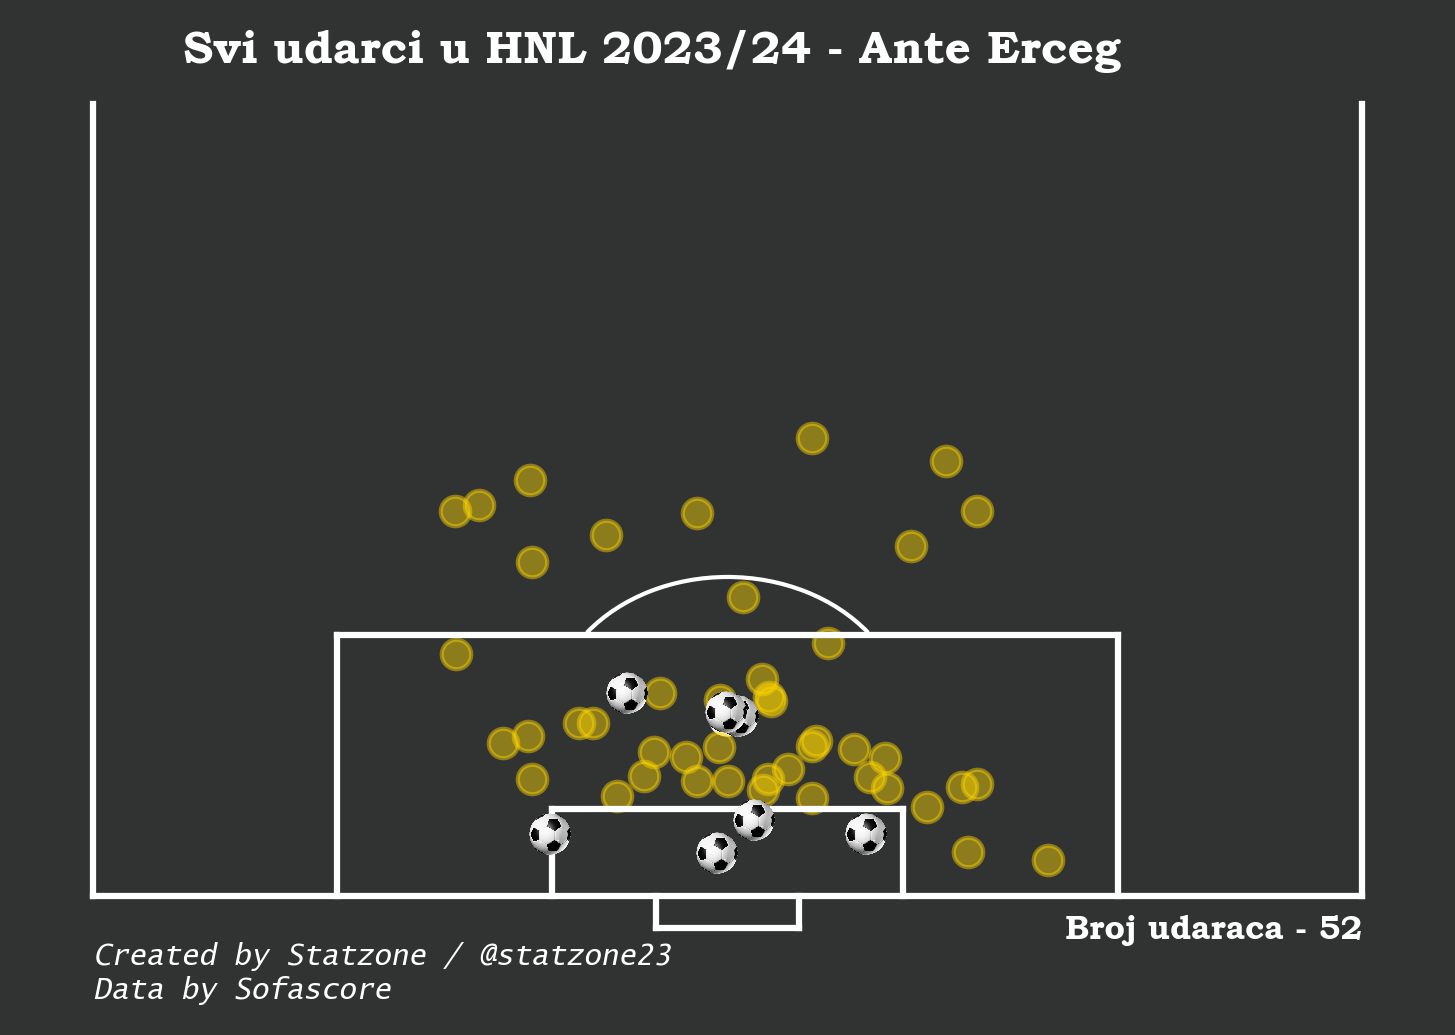 Svi udarci u HNL 2023/24 - Ante Erceg
Broj udaraca - 52
Created by Statzone / @statzone23
Data by Sofascore